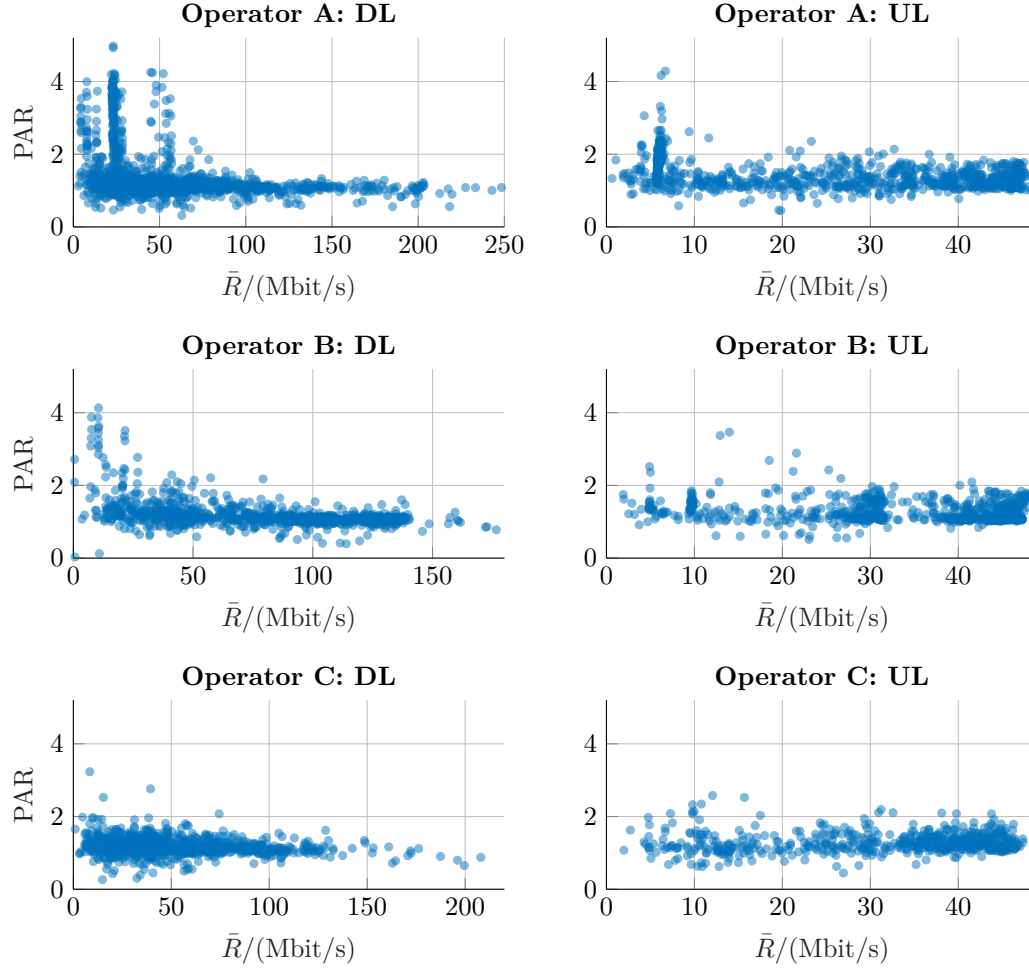 Operator A: DL
Operator A: UL
PAR
4
2
0
0 50 100 150 200 250
R̄/(Mbit/s)
4
2
0
0 10 20 30 40
R̄/(Mbit/s)
Operator B: DL
Operator B: UL
PAR
4
2
0
0 50 100 150
R̄/(Mbit/s)
4
2
0
0 10 20 30 40
R̄/(Mbit/s)
Operator C: DL
Operator C: UL
PAR
4
2
0
0 50 100 150 200
R̄/(Mbit/s)
4
2
0
0 10 20 30 40
R̄/(Mbit/s)